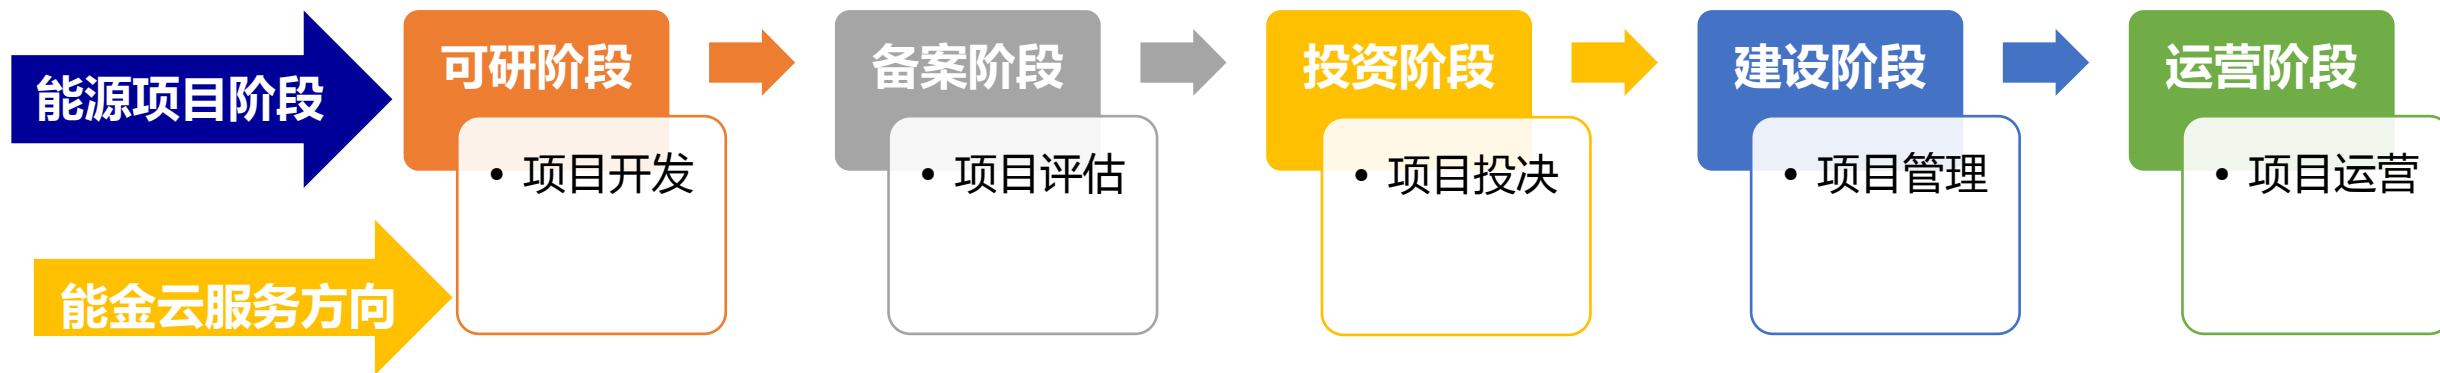 能源项目阶段
可研阶段
备案阶段
投资阶段
建设阶段
运营阶段
能金云服务方向
• 项目开发
• 项目评估
• 项目投决
• 项目管理
• 项目运营